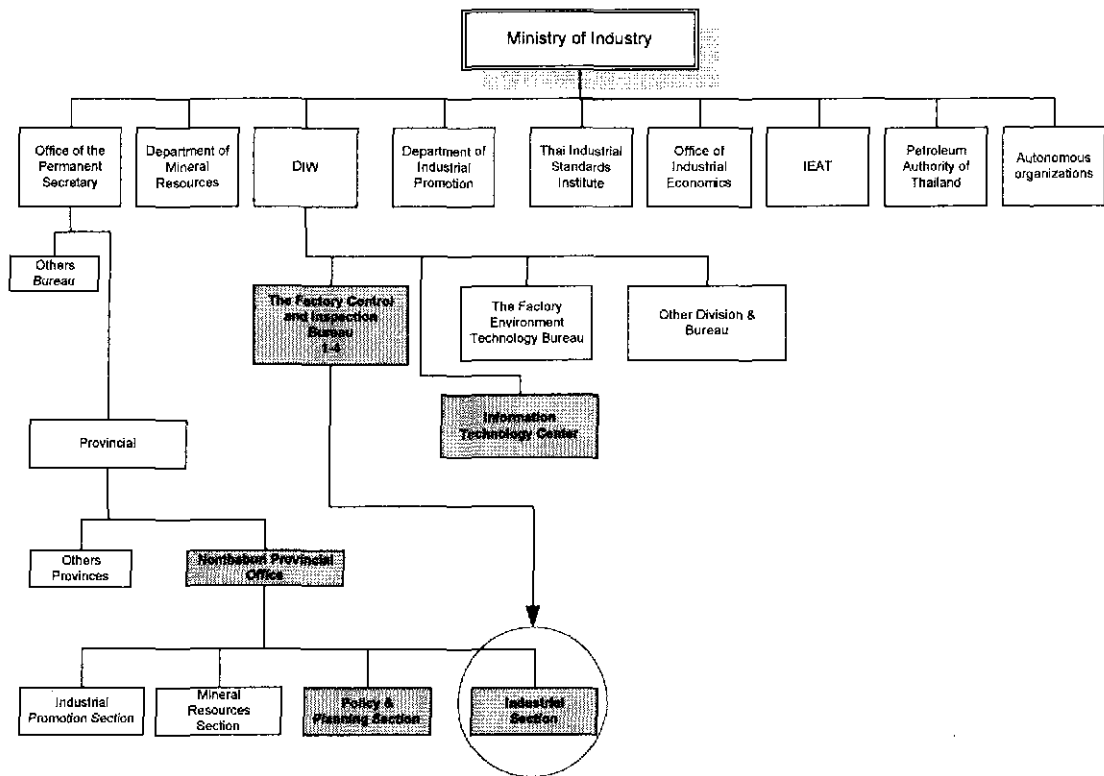 Ministry of Industry
Office of the
Permanent
Secretary
Department of
Mineral
Resources
DIW
Department of
Industrial
Promotion
Thai Industrial
Standards
Institute
Office of
Industrial
Economics
IEAT
Petroleum
Authority of
Thailand
Autonomous
organizations
Others
Bureau
The Factory Control
and Inspection
Bureau
1-4
The Factory
Environment
Technology Bureau
Other Division &
Bureau
Information
Technology Center
Provincial
Others
Provinces
Nonthaburi Provincial
Office
Industrial
Promotion Section
Mineral
Resources
Section
Policy &
Planning Section
Industrial
Section